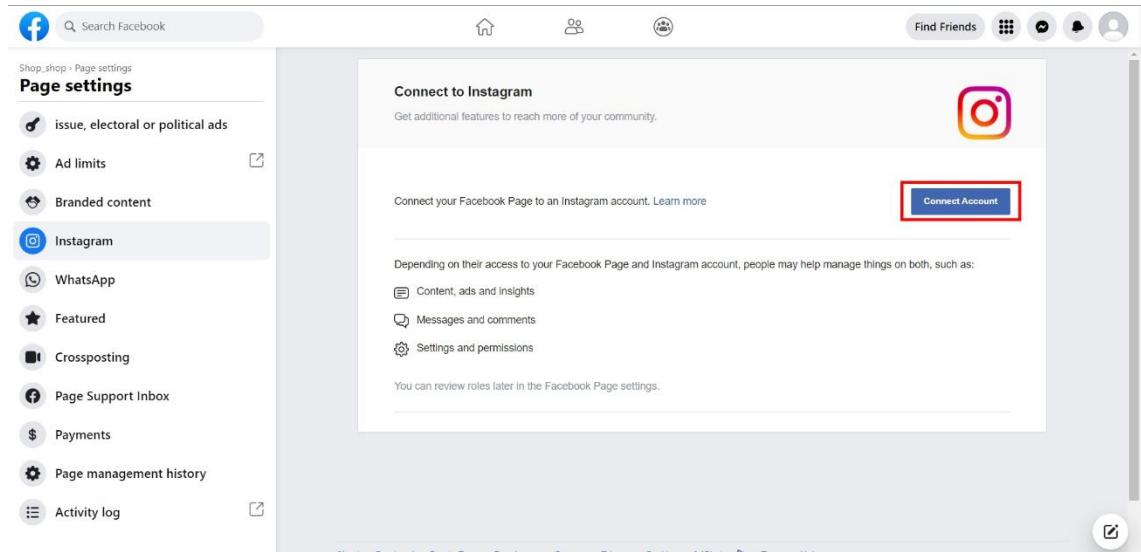 Search Facebook
Find Friends
Shop_shop › Page settings
Page settings
issue, electoral or political ads
Ad limits
Branded content
Instagram
WhatsApp
Featured
Crossposting
Page Support Inbox
Payments
Page management history
Activity log
Connect to Instagram
Get additional features to reach more of your community.
Connect your Facebook Page to an Instagram account. Learn more
Connect Account
Depending on their access to your Facebook Page and Instagram account, people may help manage things on both, such as:
Content, ads and insights
Messages and comments
Settings and permissions
You can review roles later in the Facebook Page settings.